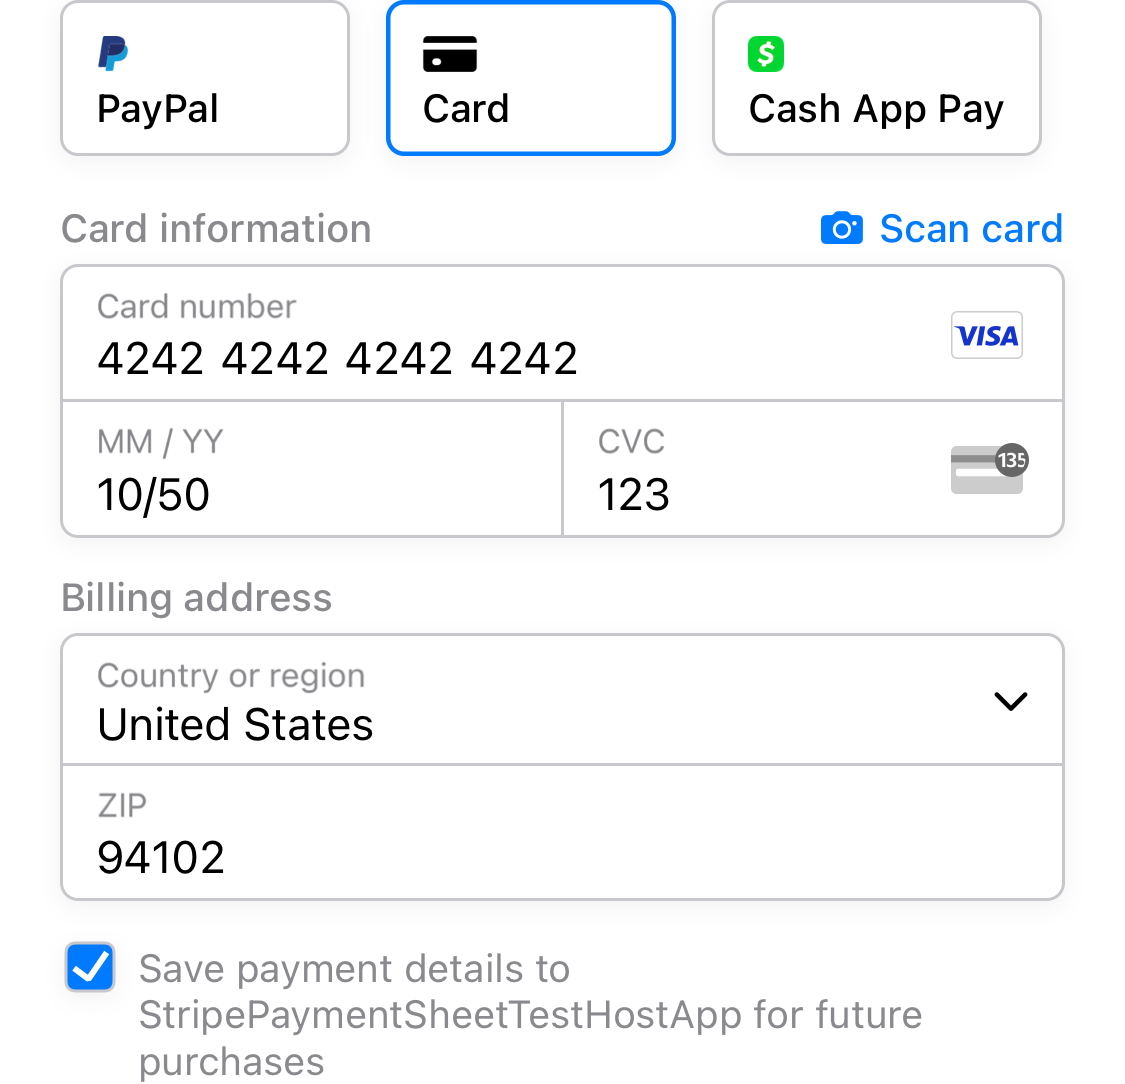 PayPal
Card
Cash App Pay
Card information
Scan card
Card number
4242 4242 4242 4242
VISA
MM / YY
10/50
CVC
123
135
Billing address
Country or region
United States
ZIP
94102
Save payment details to
StripePaymentSheetTestHostApp for future
purchases